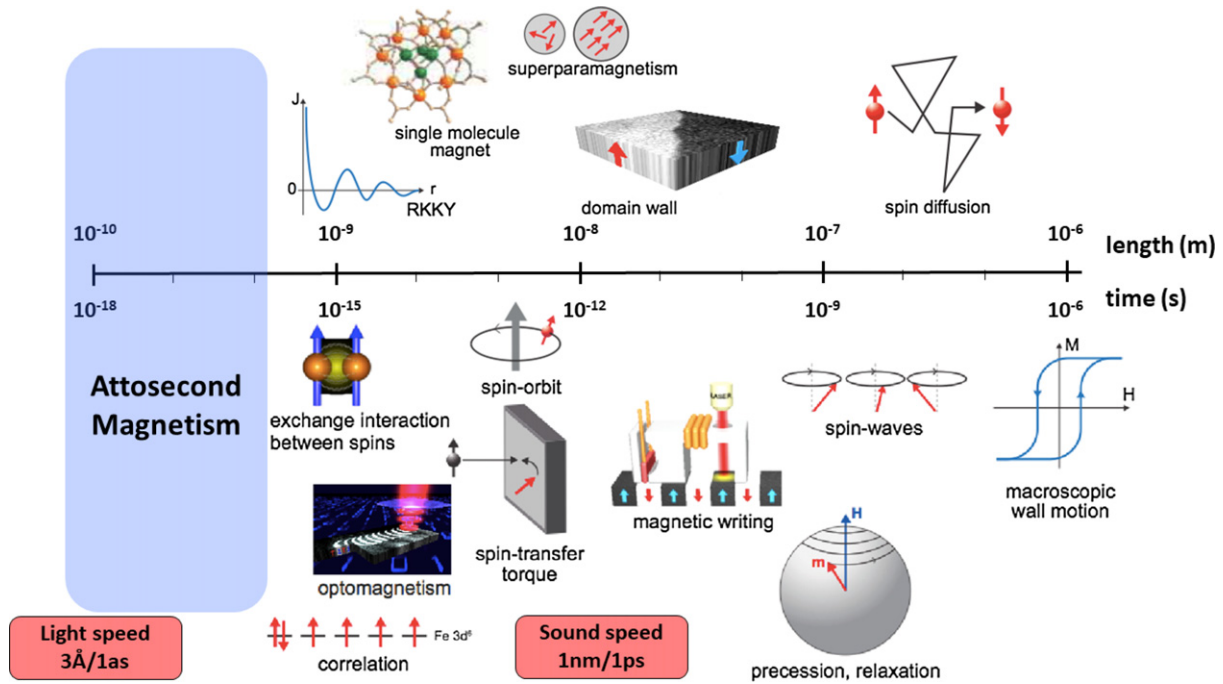 superparamagnetism
single molecule
magnet
J
0
r
RKKY
domain wall
spin diffusion
10⁻¹⁰
10⁻⁹
10⁻⁸
10⁻⁷
10⁻⁶
length (m)
10⁻¹⁸
10⁻¹⁵
10⁻¹²
10⁻⁹
10⁻⁶
time (s)
Attosecond
Magnetism
exchange interaction
between spins
spin-orbit
LASER
magnetic writing
spin-waves
M
H
macroscopic
wall motion
optomagnetism
spin-transfer
torque
H
m
precession, relaxation
Fe 3d⁶
correlation
Light speed
3Å/1as
Sound speed
1nm/1ps